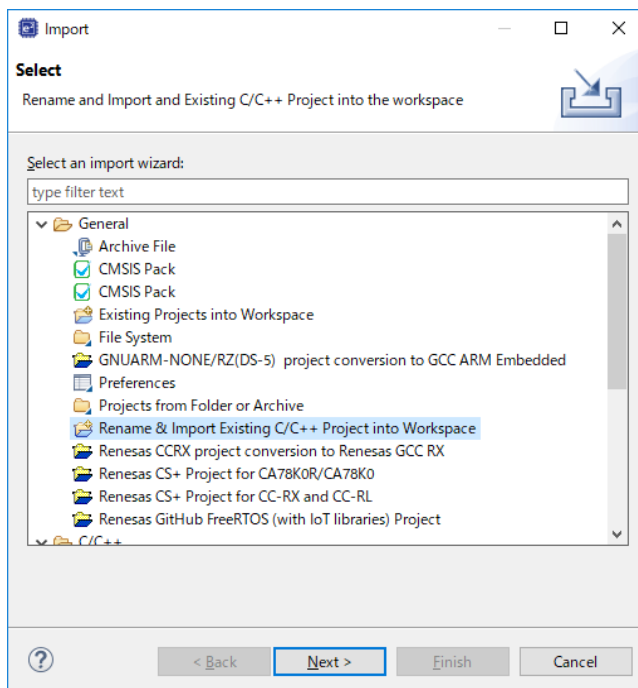 Import
Select
Rename and Import and Existing C/C++ Project into the workspace
Select an import wizard:
type filter text
General
Archive File
CMSIS Pack
CMSIS Pack
Existing Projects into Workspace
File System
GNUARM-NONE/RZ(DS-5) project conversion to GCC ARM Embedded
Preferences
Projects from Folder or Archive
Rename & Import Existing C/C++ Project into Workspace
Renesas CCRX project conversion to Renesas GCC RX
Renesas CS+ Project for CA78K0R/CA78K0
Renesas CS+ Project for CC-RX and CC-RL
Renesas GitHub FreeRTOS (with IoT libraries) Project
C/C++
< Back Next > Finish Cancel